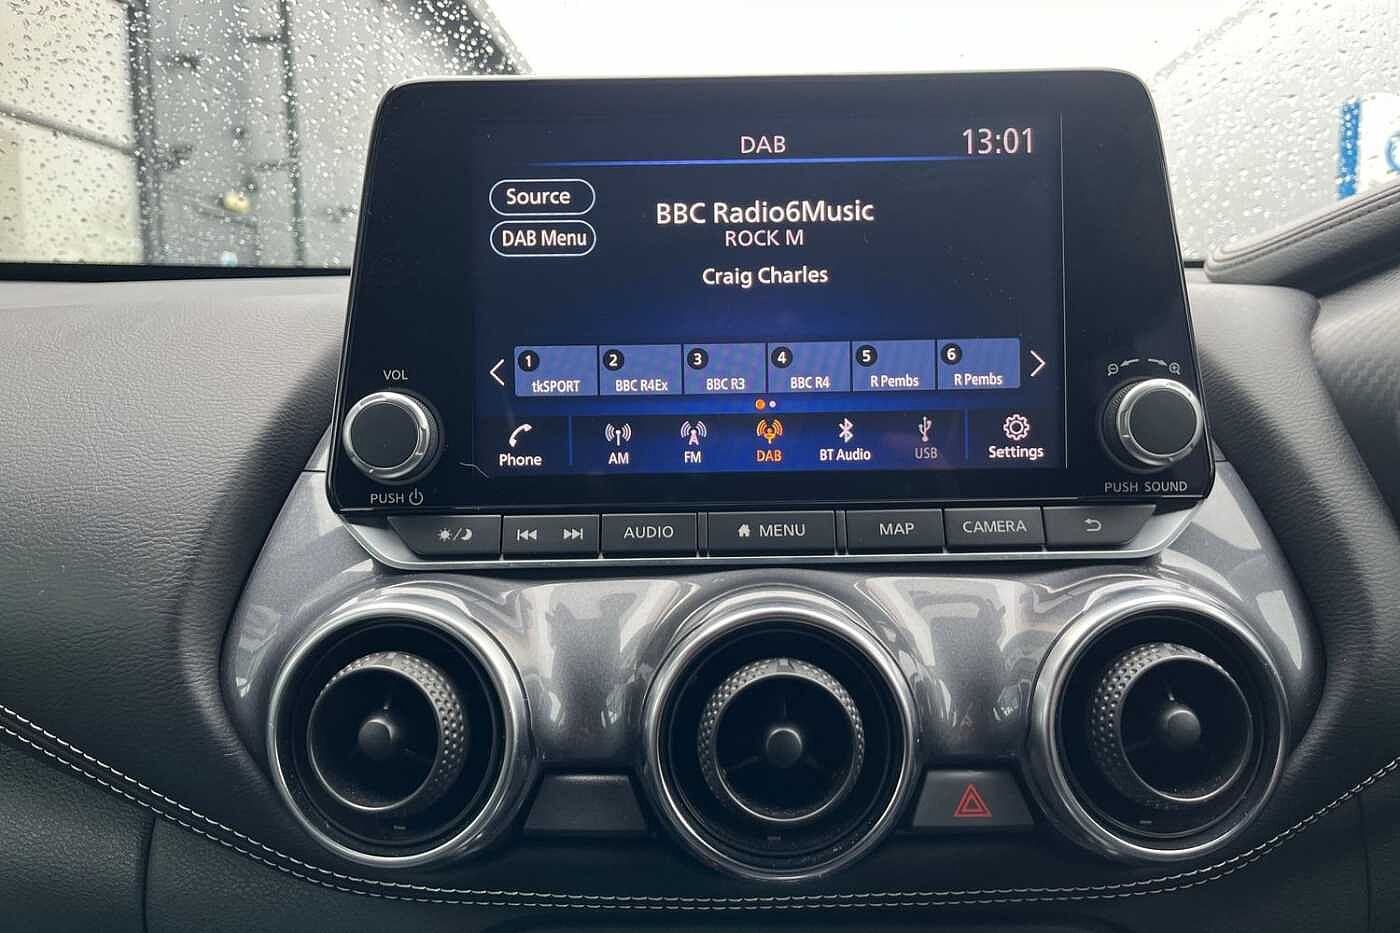 DAB
13:01
Source
DAB Menu
BBC Radio6Music
ROCK M
Craig Charles
1
tkSPORT
2
BBC R4Ex
3
BBC R3
4
BBC R4
5
R Pembs
6
R Pembs
Phone
AM
FM
DAB
BT Audio
USB
Settings
VOL
PUSH
PUSH SOUND
AUDIO
MENU
MAP
CAMERA